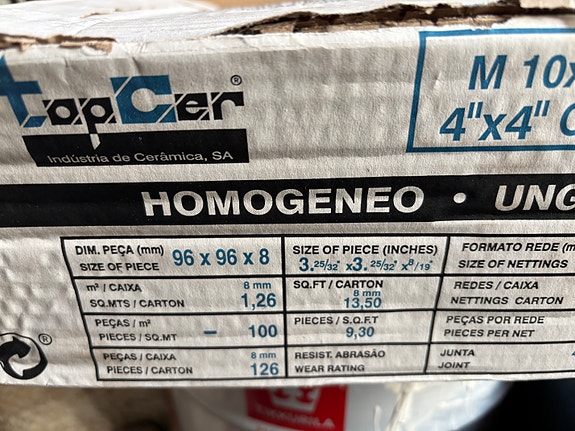 TopCer®
Indústria de Cerâmica, SA
M 10x
4"x4"
HOMOGENEO • UNG
DIM. PEÇA (mm) 96 x 96 x 8
SIZE OF PIECE
SIZE OF PIECE (INCHES)
3.25/32" x3. 25/32" x8/19"
FORMATO REDE (m
SIZE OF NETTINGS
m² / CAIXA 8 mm
SQ.MTS / CARTON 1,26
SQ.FT / CARTON
8 mm
13,50
REDES / CAIXA
NETTINGS CARTON
PEÇAS / m²
PIECES / SQ.MT – 100
PIECES / S.Q.FT
9,30
PEÇAS POR REDE
PIECES PER NET
PEÇAS / CAIXA 8 mm
PIECES / CARTON 126
RESIST. ABRASÃO
WEAR RATING
JUNTA
JOINT
®